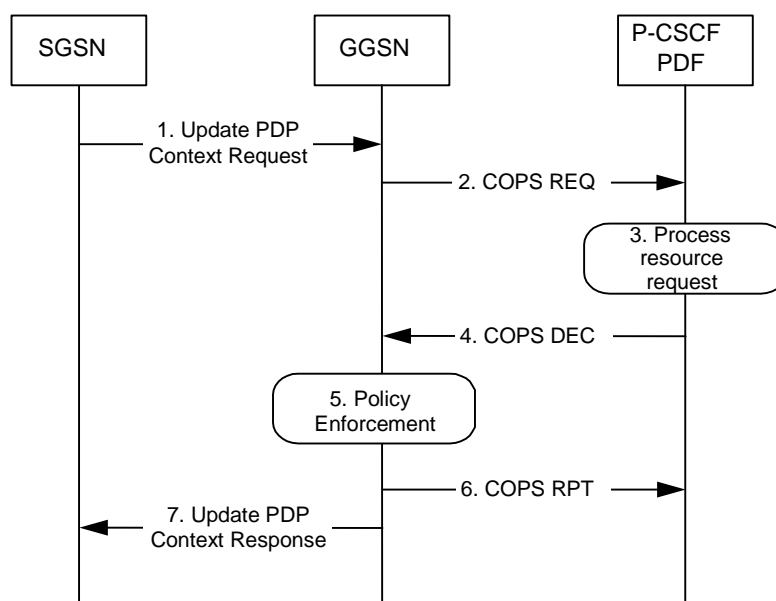 SGSN
GGSN
P-CSCF
PDF
1. Update PDP
Context Request
2. COPS REQ
3. Process
resource
request
4. COPS DEC
5. Policy
Enforcement
6. COPS RPT
7. Update PDP
Context Response